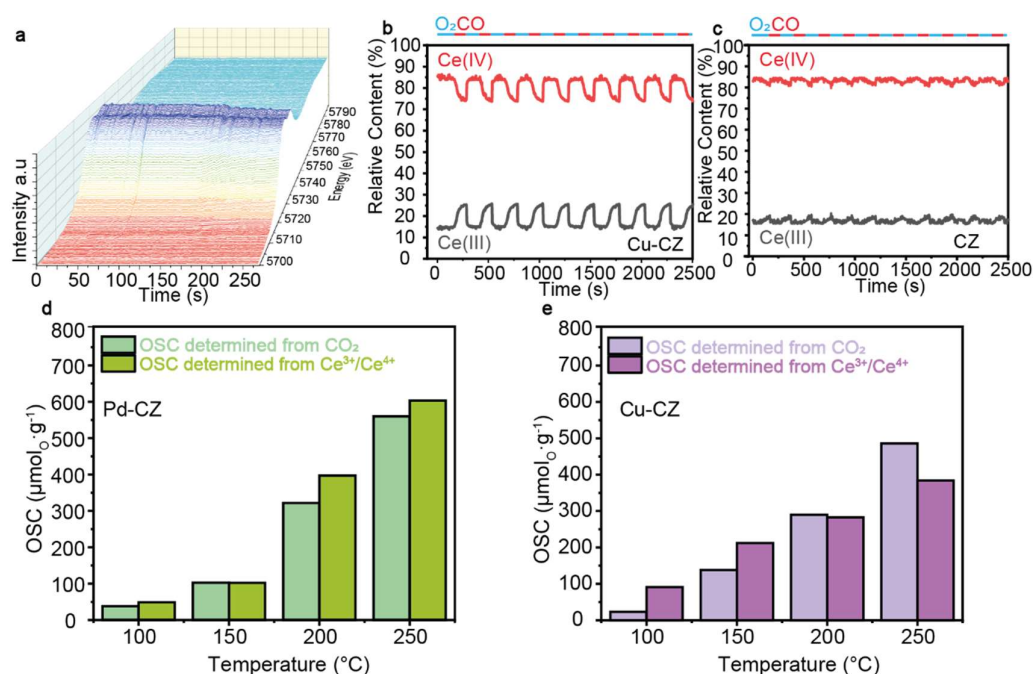 a
Intensity a.u
0 50 100 150 200 250
Time (s)
5700
5710
5720
5730
5740
5750
5760
5770
5780
5790
Energy (eV)
b
O₂CO
Relative Content (%)
100
90
80
70
60
50
40
30
20
10
0
Ce(IV)
Ce(III)
Cu-CZ
0 500 1000 1500 2000 2500
Time (s)
c
O₂CO
Relative Content (%)
100
90
80
70
60
50
40
30
20
10
0
Ce(IV)
Ce(III)
CZ
0 500 1000 1500 2000 2500
Time (s)
d
OSC (μmol_O·g⁻¹)
800
700
600
500
400
300
200
100
0
OSC determined from CO₂
OSC determined from Ce³⁺/Ce⁴⁺
Pd-CZ
100 150 200 250
Temperature (°C)
e
OSC (μmol_O·g⁻¹)
800
700
600
500
400
300
200
100
0
OSC determined from CO₂
OSC determined from Ce³⁺/Ce⁴⁺
Cu-CZ
100 150 200 250
Temperature (°C)